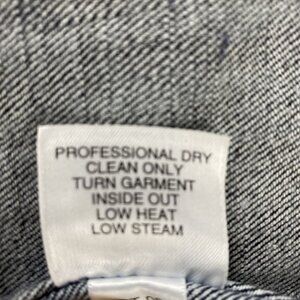 PROFESSIONAL DRY
CLEAN ONLY
TURN GARMENT
INSIDE OUT
LOW HEAT
LOW STEAM